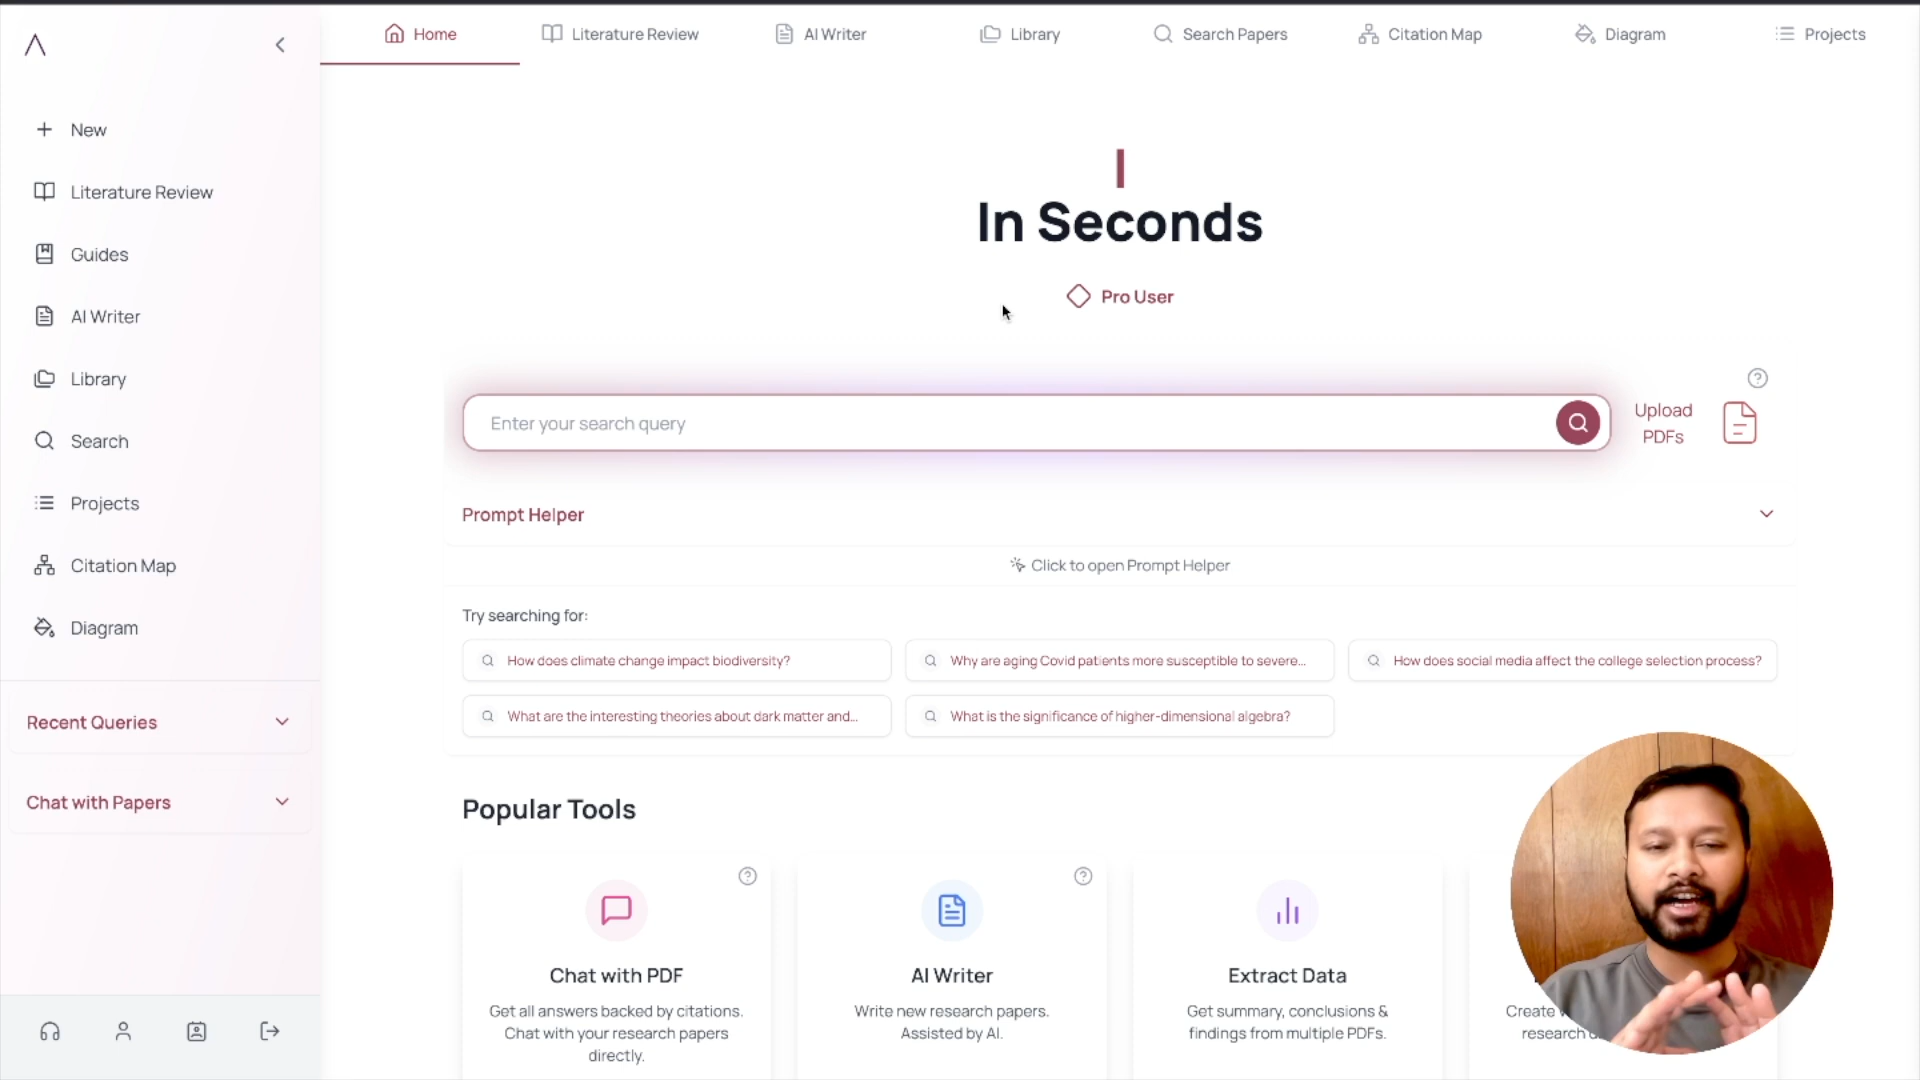 Home
Literature Review
AI Writer
Library
Search Papers
Citation Map
Diagram
Projects
New
Literature Review
Guides
AI Writer
Library
Search
Projects
Citation Map
Diagram
Recent Queries
Chat with Papers
In Seconds
Pro User
Enter your search query
Upload
PDFs
Prompt Helper
Click to open Prompt Helper
Try searching for:
How does climate change impact biodiversity?
Why are aging Covid patients more susceptible to severe...
How does social media affect the college selection process?
What are the interesting theories about dark matter and...
What is the significance of higher-dimensional algebra?
Popular Tools
Chat with PDF
Get all answers backed by citations.
Chat with your research papers
directly.
AI Writer
Write new research papers.
Assisted by AI.
Extract Data
Get summary, conclusions &
findings from multiple PDFs.
Create
research